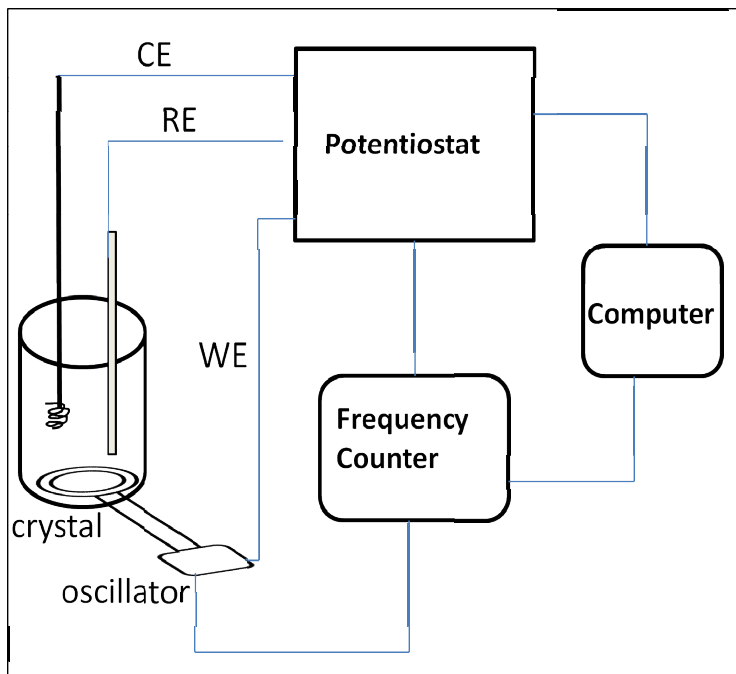 CE
RE
Potentiostat
WE
Computer
Frequency
Counter
crystal
oscillator